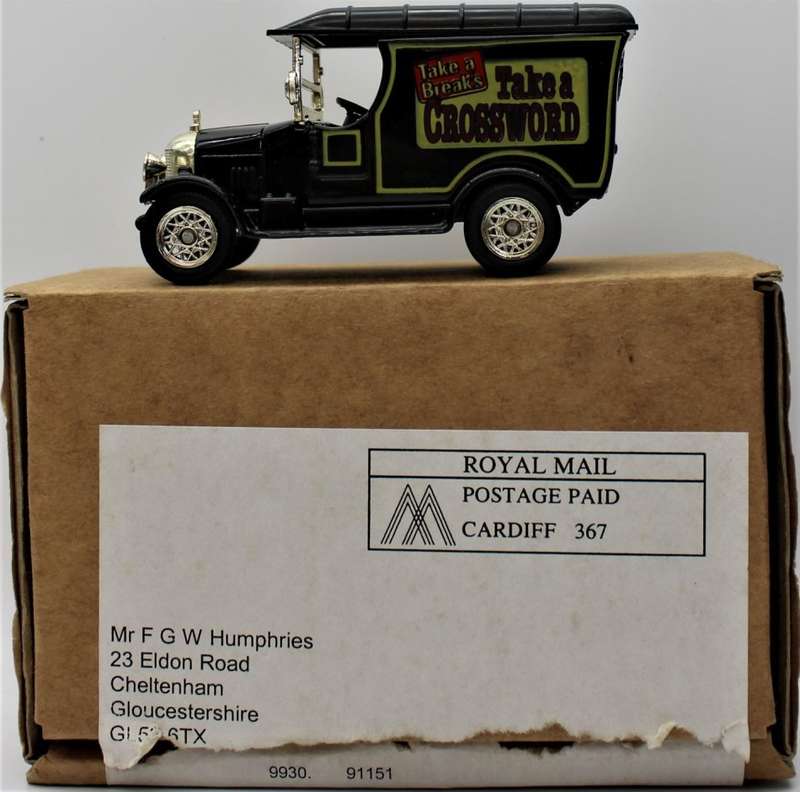 Take a
Break's
Take a
CROSSWORD
ROYAL MAIL
POSTAGE PAID
CARDIFF 367
Mr F G W Humphries
23 Eldon Road
Cheltenham
Gloucestershire
6TX
9930. 91151